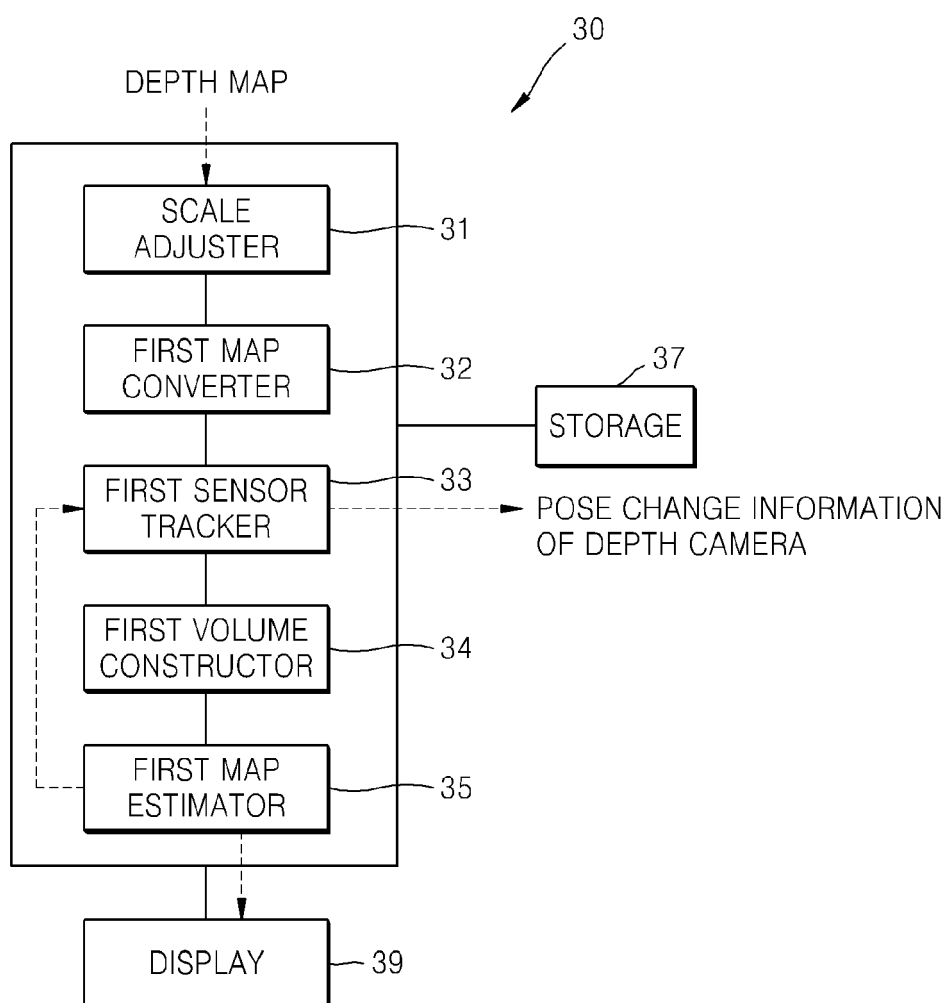 30
DEPTH MAP
SCALE
ADJUSTER
31
FIRST MAP
CONVERTER
32
37
STORAGE
33
FIRST SENSOR
TRACKER
POSE CHANGE INFORMATION
OF DEPTH CAMERA
FIRST VOLUME
CONSTRUCTOR
34
FIRST MAP
ESTIMATOR
35
DISPLAY
39